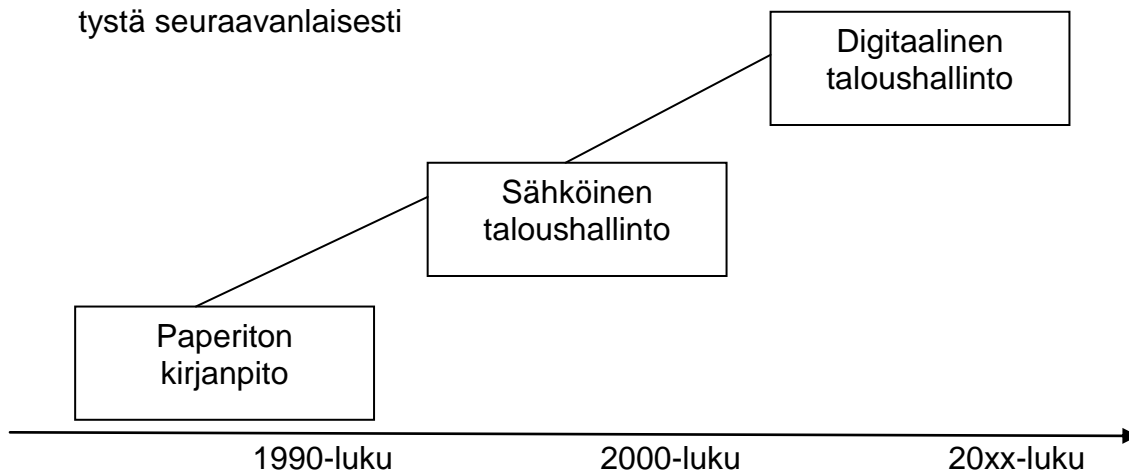 tystä seuraavanlaisesti
Digitaalinen
taloushallinto
Sähköinen
taloushallinto
Paperiton
kirjanpito
1990-luku
2000-luku
20xx-luku